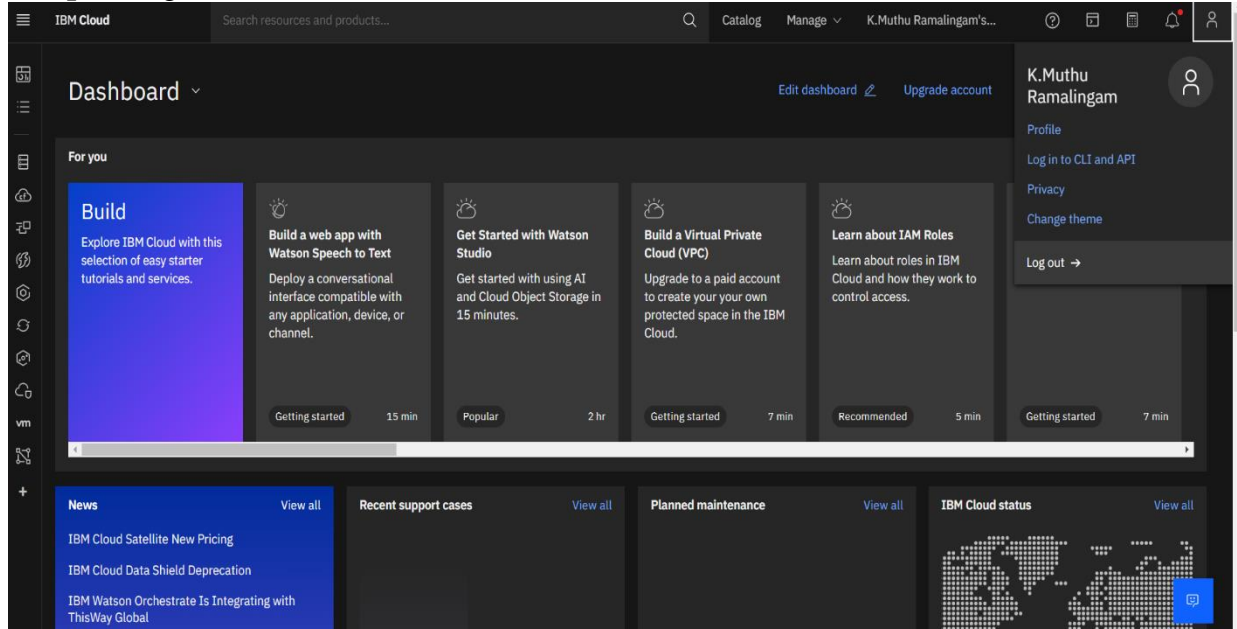 IBM Cloud
Search resources and products...
Catalog
Manage
K.Muthu Ramalingam's...
Dashboard
Edit dashboard
Upgrade account
K.Muthu
Ramalingam
Profile
Log in to CLI and API
Privacy
Change theme
Log out →
For you
Build
Explore IBM Cloud with this
selection of easy starter
tutorials and services.
Build a web app with
Watson Speech to Text
Deploy a conversational
interface compatible with
any application, device, or
channel.
Getting started
15 min
Get Started with Watson
Studio
Get started with using AI
and Cloud Object Storage in
15 minutes.
Popular
2 hr
Build a Virtual Private
Cloud (VPC)
Upgrade to a paid account
to create your your own
protected space in the IBM
Cloud.
Getting started
7 min
Learn about IAM Roles
Learn about roles in IBM
Cloud and how they work to
control access.
Recommended
5 min
Getting started
7 min
vm
News
View all
IBM Cloud Satellite New Pricing
IBM Cloud Data Shield Deprecation
IBM Watson Orchestrate Is Integrating with
ThisWay Global
Recent support cases
View all
Planned maintenance
View all
IBM Cloud status
View all